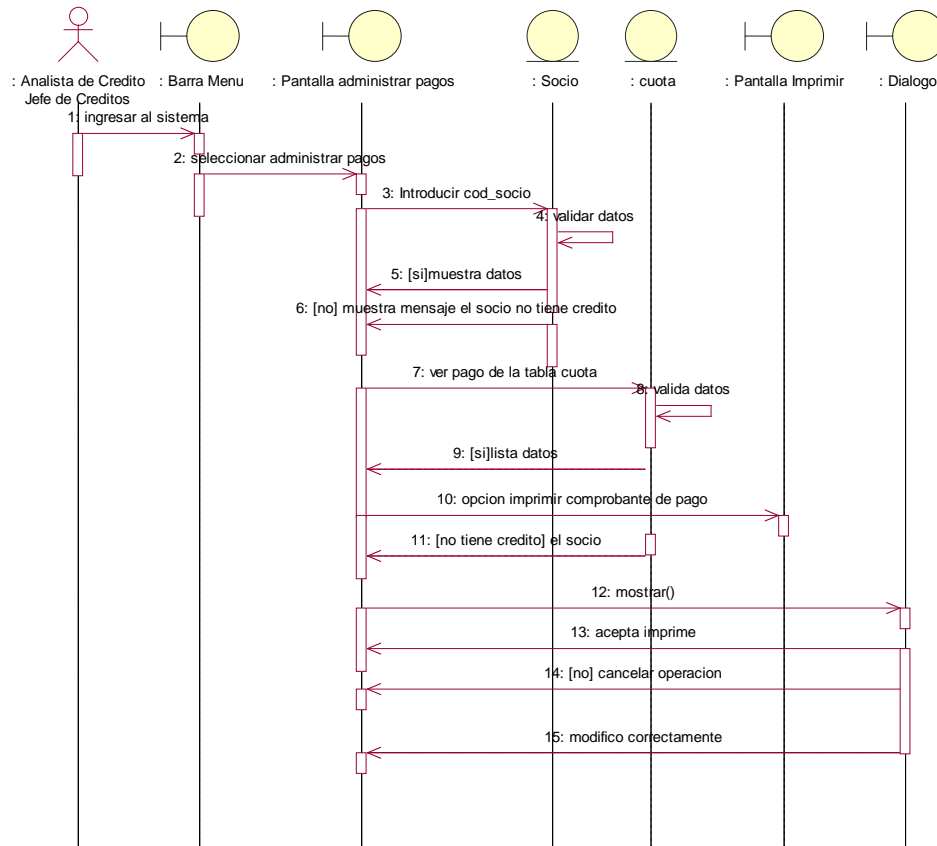 : Analista de Credito
Jefe de Creditos
: Barra Menu
: Pantalla administrar pagos
: Socio
: cuota
: Pantalla Imprimir
: Dialogo
1: ingresar al sistema
2: seleccionar administrar pagos
3: Introducir cod_socio
4: validar datos
5: [si]muestra datos
6: [no] muestra mensaje el socio no tiene credito
7: ver pago de la tabla cuota
8: valida datos
9: [si]lista datos
10: opcion imprimir comprobante de pago
11: [no tiene credito] el socio
12: mostrar()
13: acepta imprime
14: [no] cancelar operacion
15: modifico correctamente